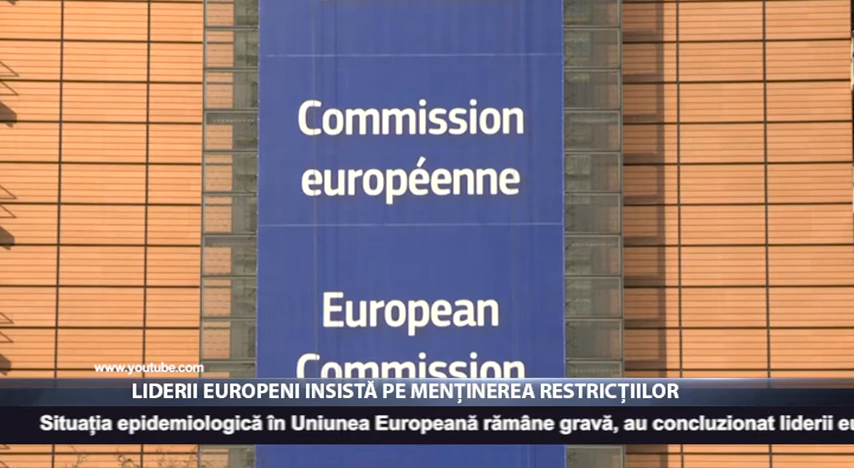 Commission
européenne
European
Commission
www.youtube.com
LIDERII EUROPENI INSISTĂ PE MENȚINEREA RESTRICȚIILOR
Situația epidemiologică în Uniunea Europeană rămâne gravă, au concluzionat liderii